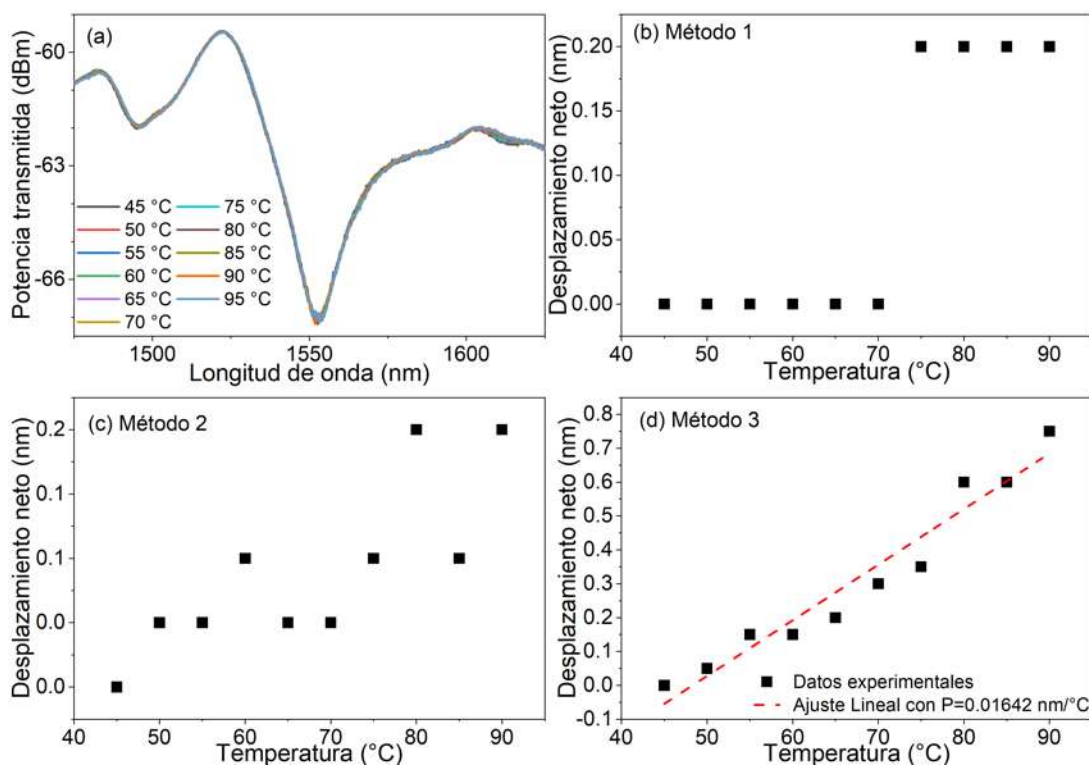 (a)
Potencia transmitida (dBm)
-60
-63
-66
45 °C 75 °C
50 °C 80 °C
55 °C 85 °C
60 °C 90 °C
65 °C 95 °C
70 °C
1500 1550 1600
Longitud de onda (nm)
(b) Método 1
Desplazamiento neto (nm)
0.20
0.15
0.10
0.05
0.00
40 50 60 70 80 90
Temperatura (°C)
(c) Método 2
Desplazamiento neto (nm)
0.2
0.1
0.1
0.0
0.0
40 50 60 70 80 90
Temperatura (°C)
(d) Método 3
Desplazamiento neto (nm)
0.8
0.7
0.6
0.5
0.4
0.3
0.2
0.1
0.0
-0.1
Datos experimentales
Ajuste Lineal con P=0.01642 nm/°C
40 50 60 70 80 90
Temperatura (°C)